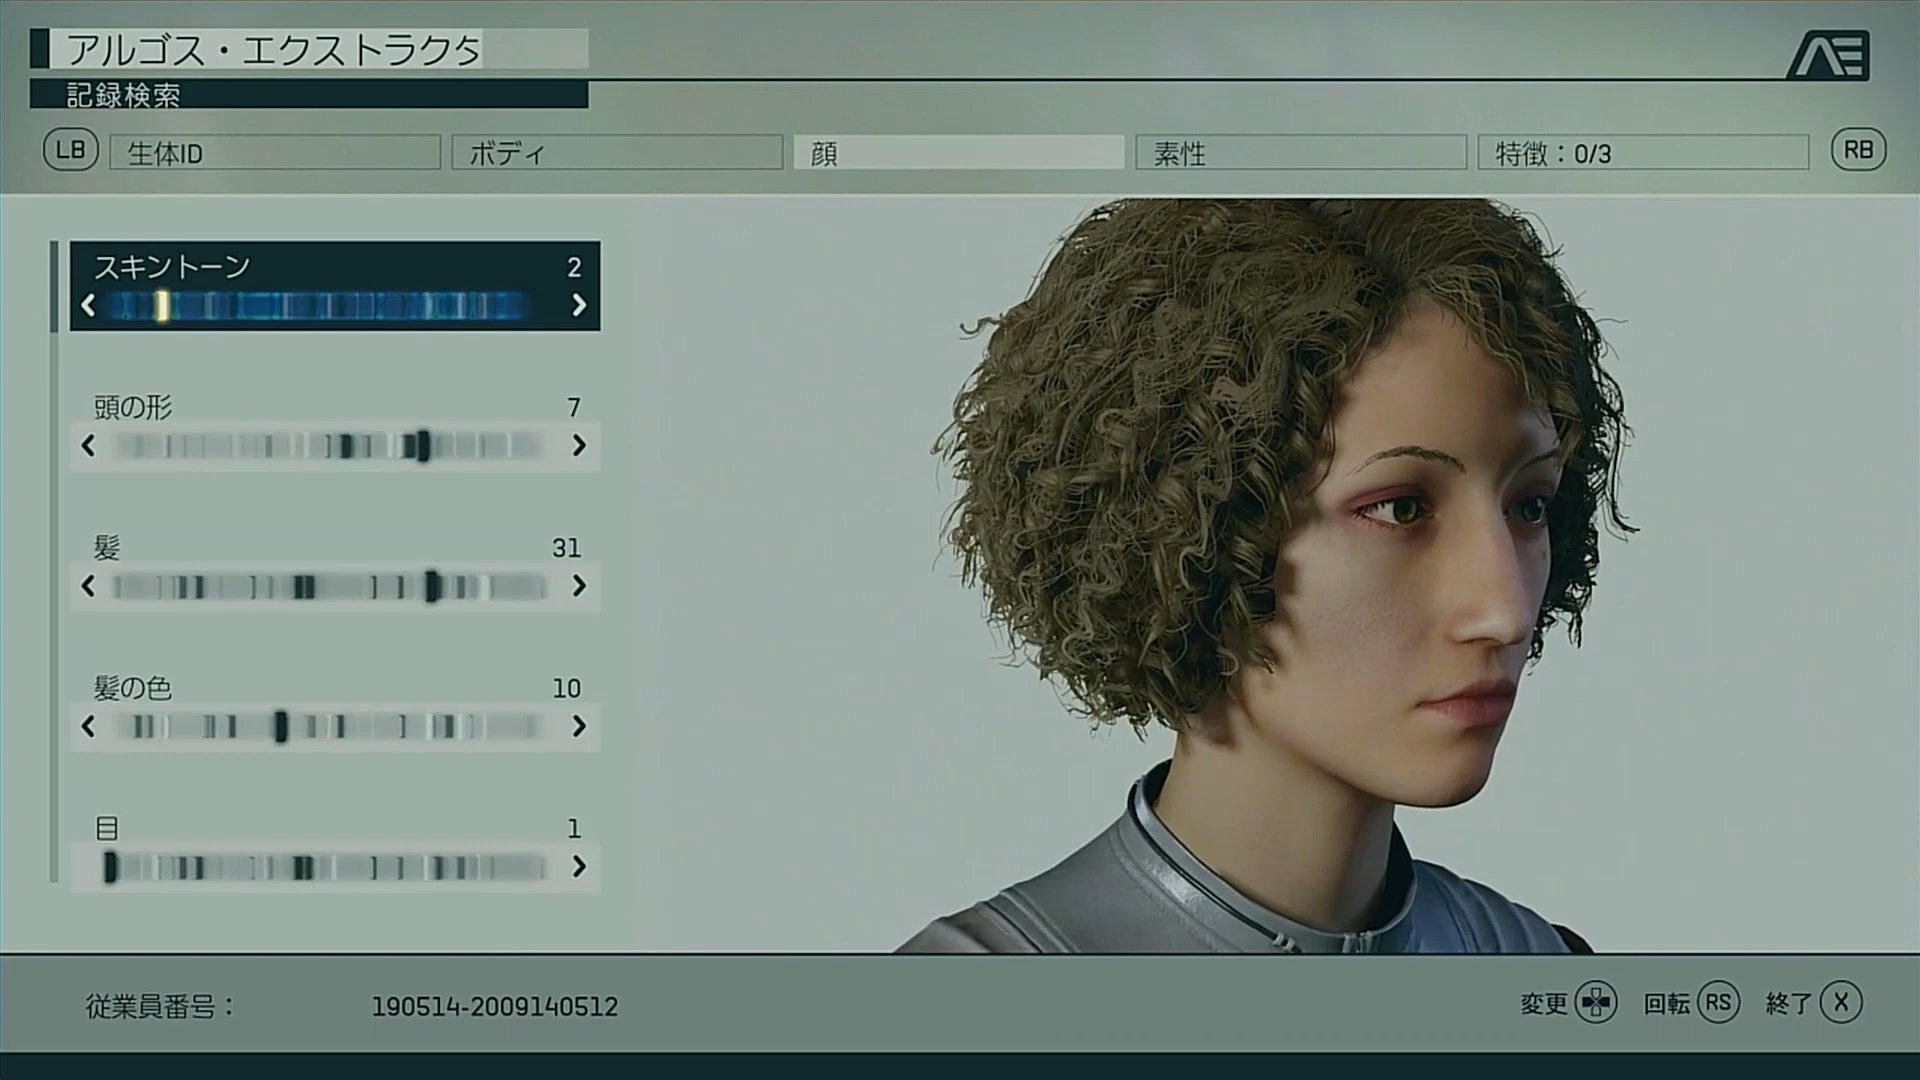 アルゴス・エクストラクタ
AE
記録検索
LB 生体ID ボディ 顔 素性 特徴：0/3 RB
スキントーン 2
頭の形 7
髪 31
髪の色 10
目 1
従業員番号： 190514-2009140512 変更 回転 RS 終了 X